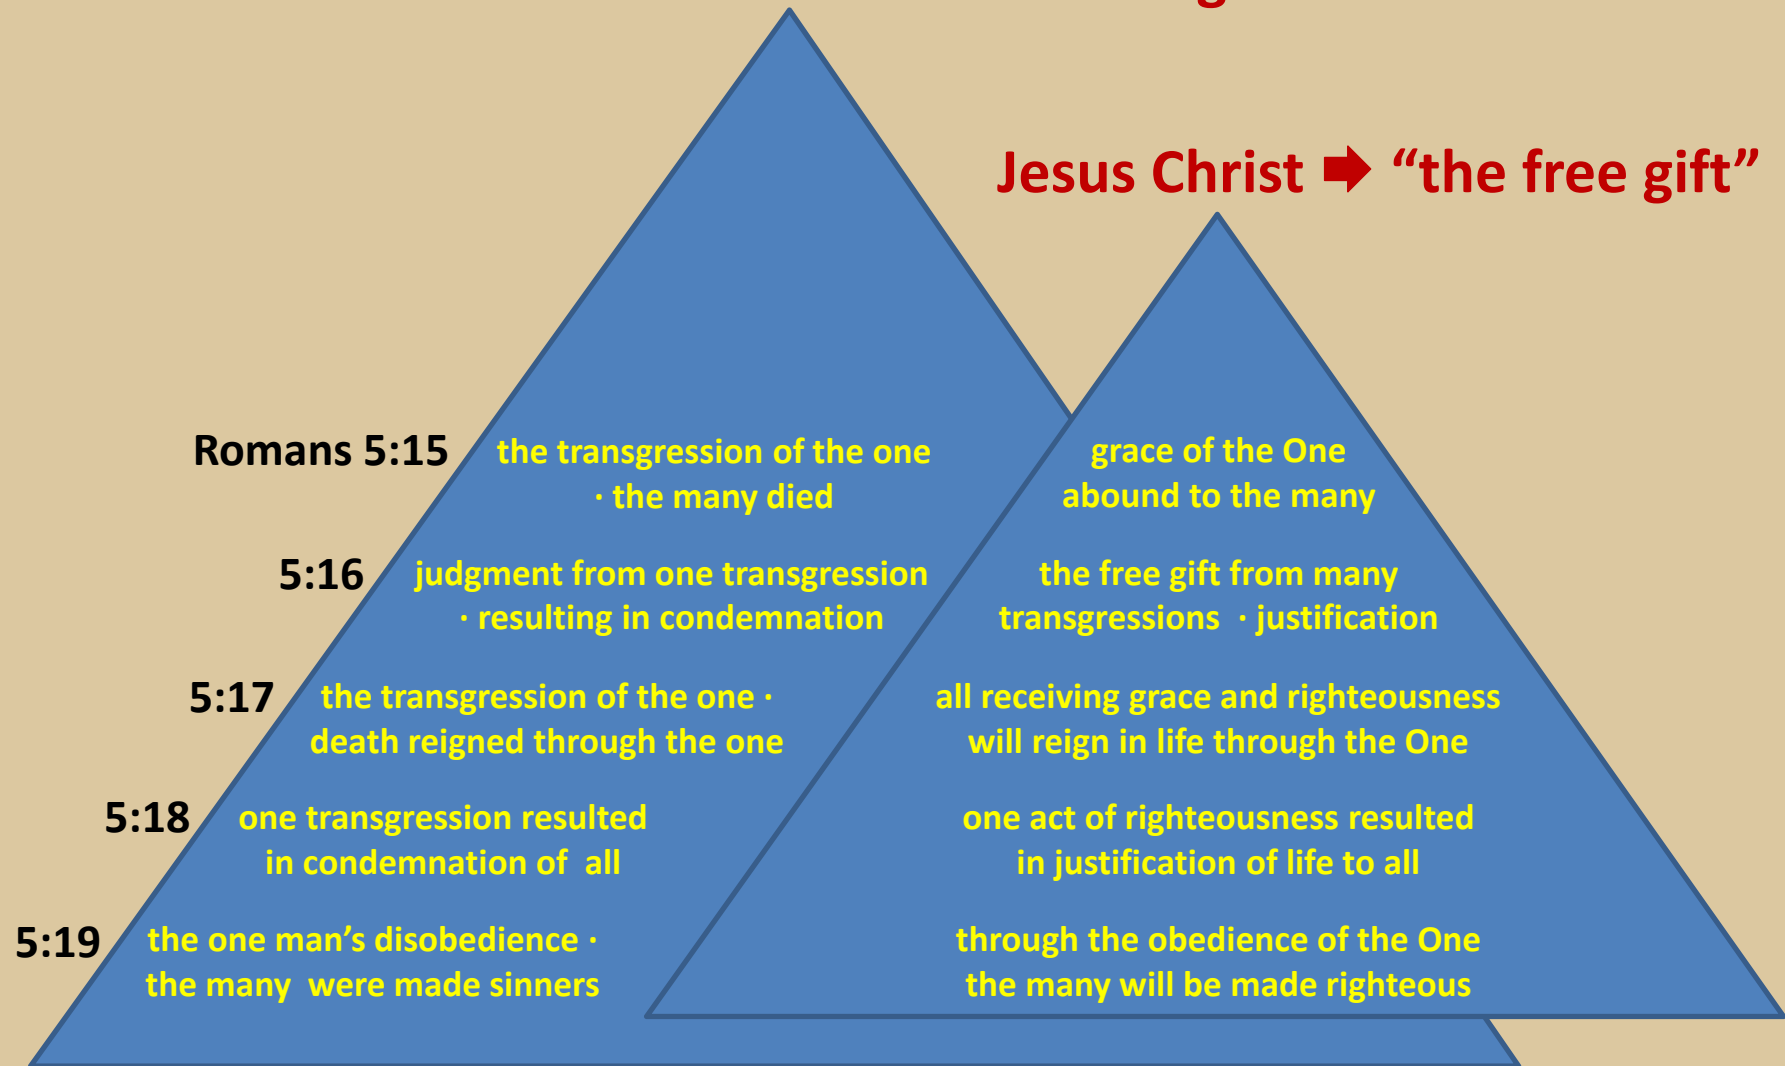 Jesus Christ ➡ “the free gift”
Romans 5:15
the transgression of the one
· the many died
grace of the One
abound to the many
5:16
judgment from one transgression
· resulting in condemnation
the free gift from many
transgressions · justification
5:17
the transgression of the one ·
death reigned through the one
all receiving grace and righteousness
will reign in life through the One
5:18
one transgression resulted
in condemnation of all
one act of righteousness resulted
in justification of life to all
5:19
the one man’s disobedience ·
the many were made sinners
through the obedience of the One
the many will be made righteous